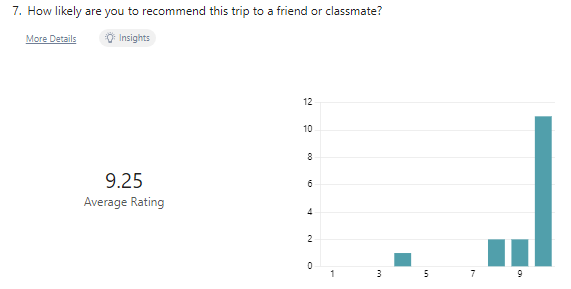 7. How likely are you to recommend this trip to a friend or classmate?
More Details
Insights
9.25
Average Rating
12
10
8
6
4
2
0
1 3 5 7 9